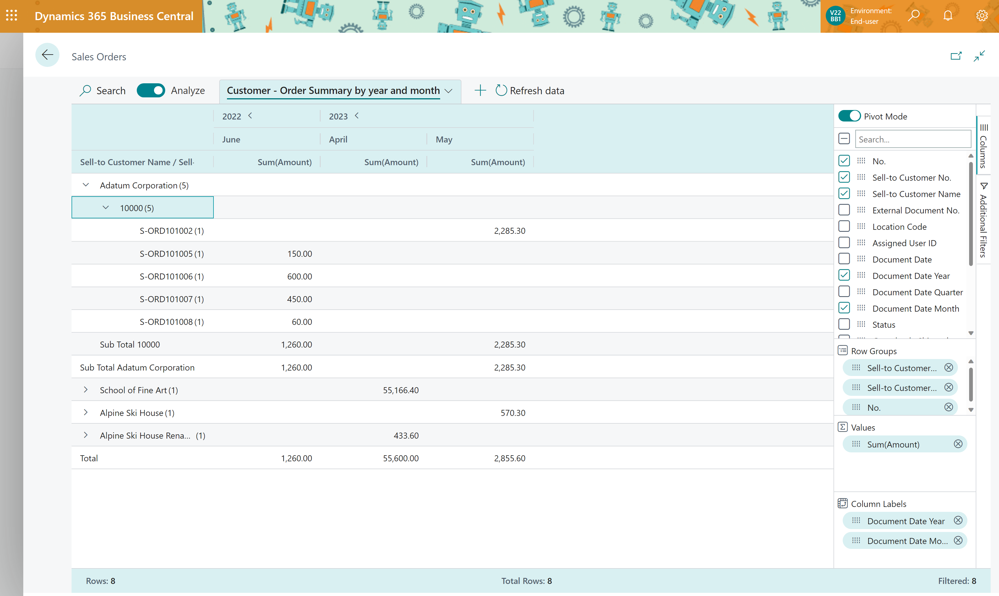 Dynamics 365 Business Central
V22
BB1
Environment:
End-user
Sales Orders
Search
Analyze
Customer - Order Summary by year and month
Refresh data
2022
2023
June
April
May
Sell-to Customer Name / Sell-
Sum(Amount)
Sum(Amount)
Sum(Amount)
Adatum Corporation (5)
10000 (5)
S-ORD101002 (1) 2,285.30
S-ORD101005 (1) 150.00
S-ORD101006 (1) 600.00
S-ORD101007 (1) 450.00
S-ORD101008 (1) 60.00
Sub Total 10000 1,260.00 2,285.30
Sub Total Adatum Corporation 1,260.00 2,285.30
School of Fine Art (1) 55,166.40
Alpine Ski House (1) 570.30
Alpine Ski House Rena... (1) 433.60
Total 1,260.00 55,600.00 2,855.60
Pivot Mode
Search...
No.
Sell-to Customer No.
Sell-to Customer Name
External Document No.
Location Code
Assigned User ID
Document Date
Document Date Year
Document Date Quarter
Document Date Month
Status
Row Groups
Sell-to Customer...
Sell-to Customer...
No.
Values
Sum(Amount)
Column Labels
Document Date Year
Document Date Mo...
Columns
Additional Filters
Rows: 8
Total Rows: 8
Filtered: 8